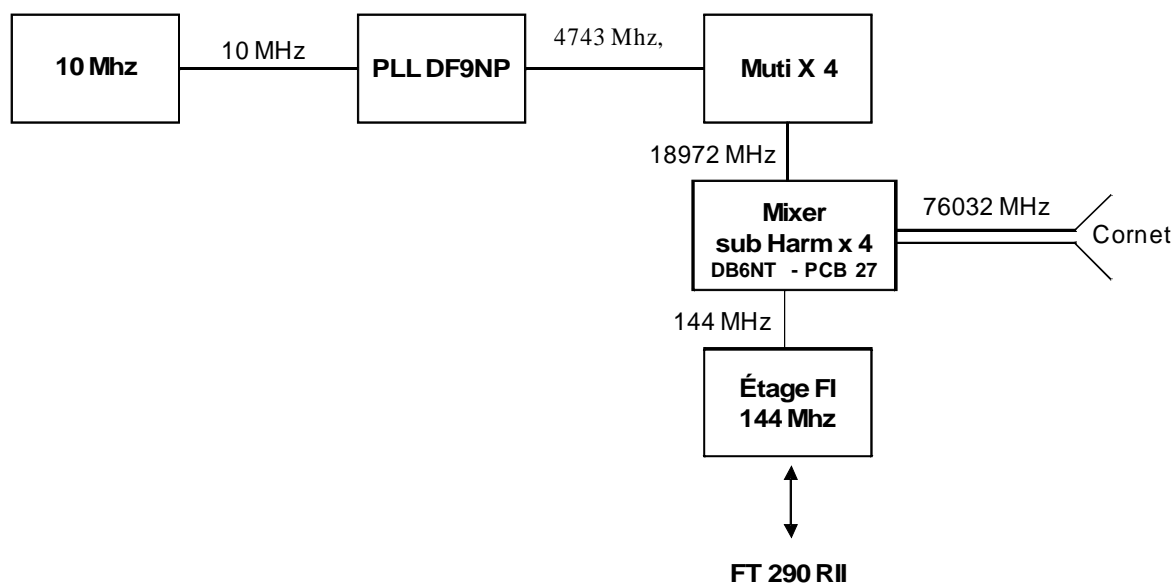 10 Mhz
10 MHz
PLL DF9NP
4743 Mhz,
Muti X 4
18972 MHz
Mixer
sub Harm x 4
DB6NT - PCB 27
76032 MHz
Cornet
144 MHz
Étage FI
144 Mhz
FT 290 RII